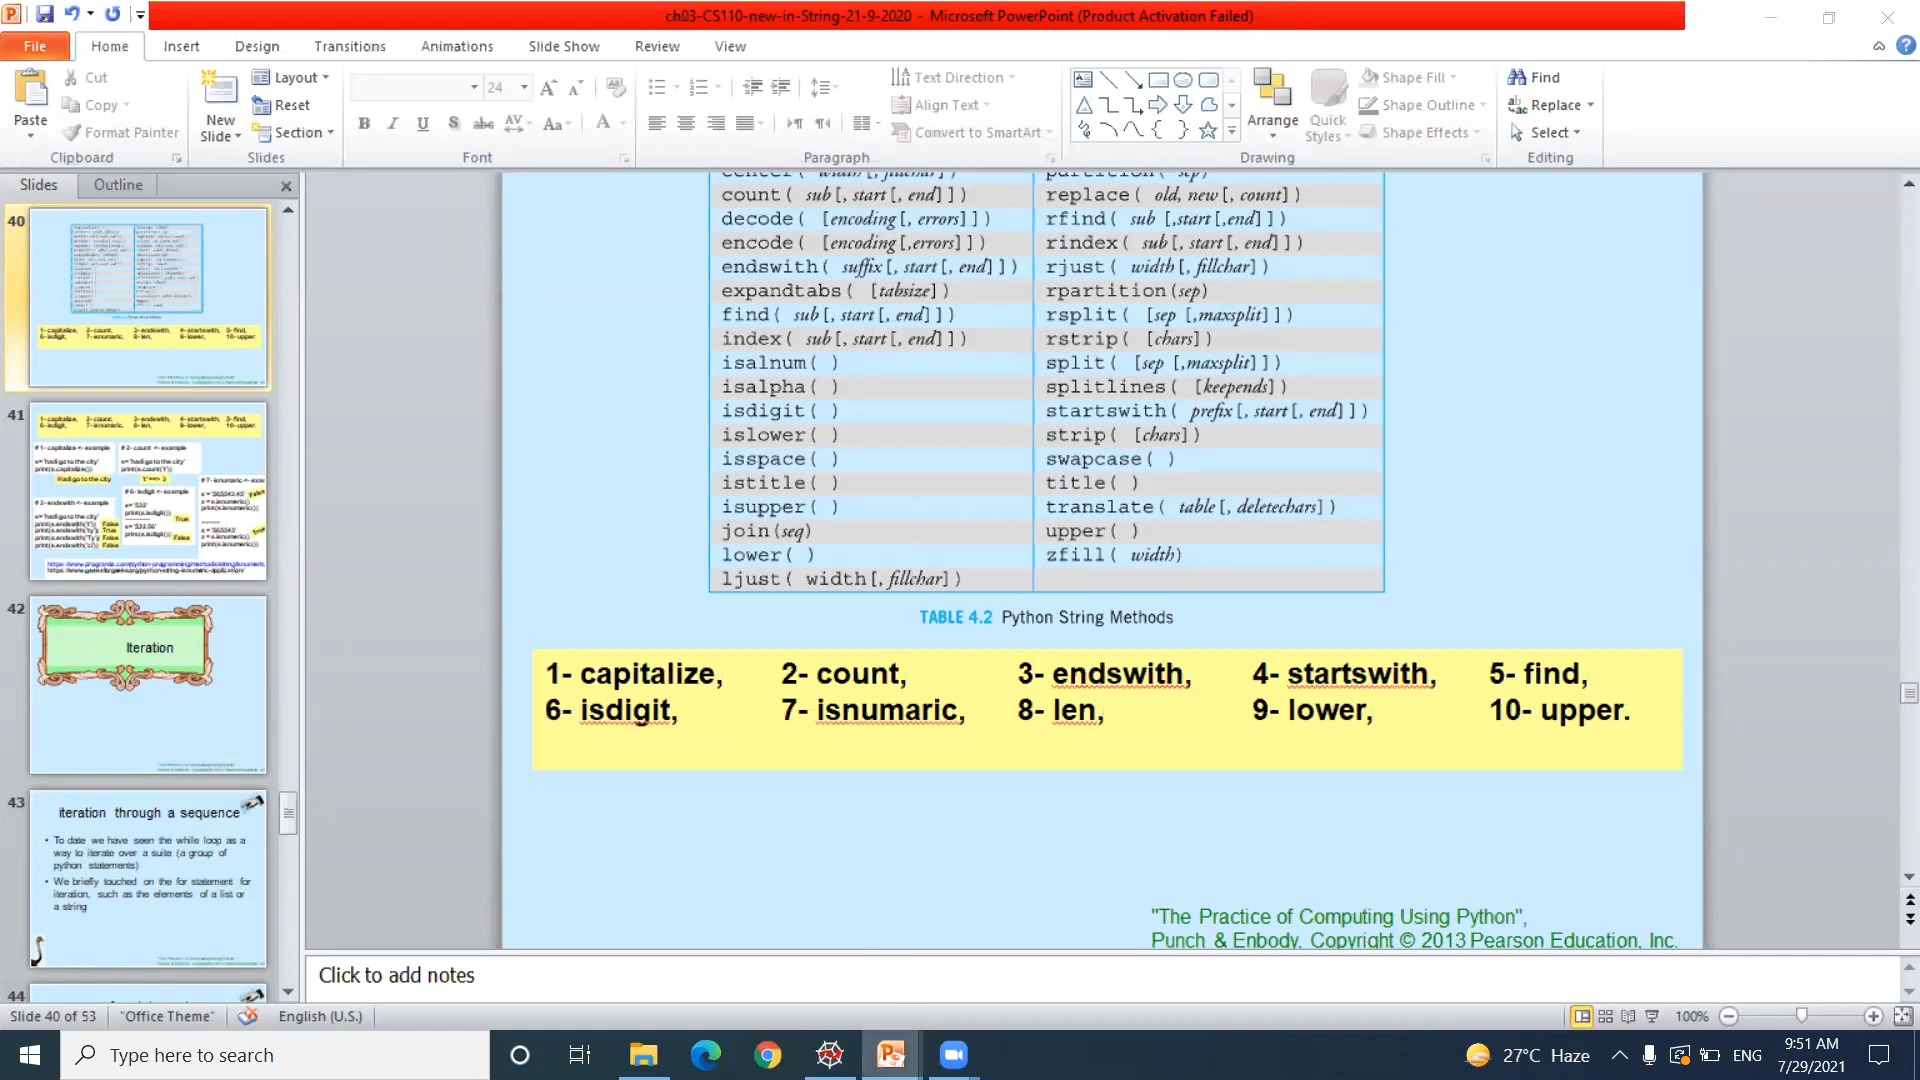 ch03-CS110-new-in-String-21-9-2020 - Microsoft PowerPoint (Product Activation Failed)
File Home Insert Design Transitions Animations Slide Show Review View
Cut
Copy
Format Painter
Paste
Clipboard
New Slide
Layout
Reset
Section
Slides
24
Font
Text Direction
Align Text
Convert to SmartArt
Paragraph
Arrange
Quick Styles
Shape Fill
Shape Outline
Shape Effects
Drawing
Find
Replace
Select
Editing
Slides Outline
40
41
42
Iteration
43
iteration through a sequence
• To date we have seen the while loop as a
way to iterate over a suite (a group of
python statements)
• We briefly touched on the for statement for
iteration, such as the elements of a list or
a string
44
center( width[, fillchar]) partition( sep)
count( sub[, start[, end]]) replace( old, new[, count])
decode( [encoding[, errors]]) rfind( sub [,start[,end]])
encode( [encoding[,errors]]) rindex( sub[, start[, end]])
endswith( suffix[, start[, end]]) rjust( width[, fillchar])
expandtabs( [tabsize]) rpartition(sep)
find( sub[, start[, end]]) rsplit( [sep [,maxsplit]])
index( sub[, start[, end]]) rstrip( [chars])
isalnum( ) split( [sep [,maxsplit]])
isalpha( ) splitlines( [keepends])
isdigit( ) startswith( prefix[, start[, end]])
islower( ) strip( [chars])
isspace( ) swapcase( )
istitle( ) title( )
isupper( ) translate( table[, deletechars])
join(seq) upper( )
lower( ) zfill( width)
ljust( width[, fillchar])
TABLE 4.2 Python String Methods
1- capitalize, 2- count, 3- endswith, 4- startswith, 5- find,
6- isdigit, 7- isnumaric, 8- len, 9- lower, 10- upper.
"The Practice of Computing Using Python",
Punch & Enbody, Copyright © 2013 Pearson Education, Inc.
Click to add notes
Slide 40 of 53 "Office Theme" English (U.S.) 100%
Type here to search
27°C Haze
ENG
9:51 AM
7/29/2021